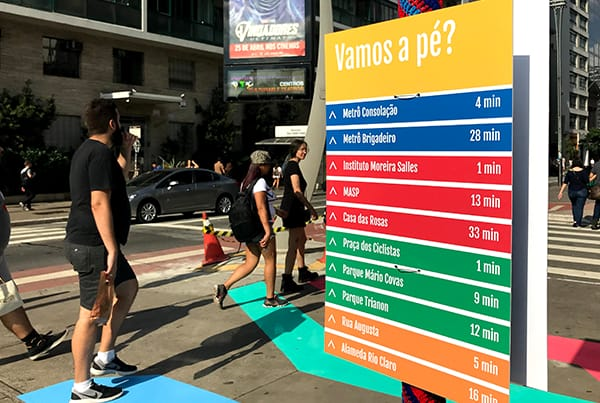 VINGADORES
25 DE ABRIL NOS CINEMAS
Vamos a pé?
Metrô Consolação 4 min
Metrô Brigadeiro 28 min
Instituto Moreira Salles 1 min
MASP 13 min
Casa das Rosas 33 min
Praça dos Ciclistas 1 min
Parque Mário Covas 9 min
Parque Trianon 12 min
Rua Augusta 5 min
Alameda Rio Claro 16 min